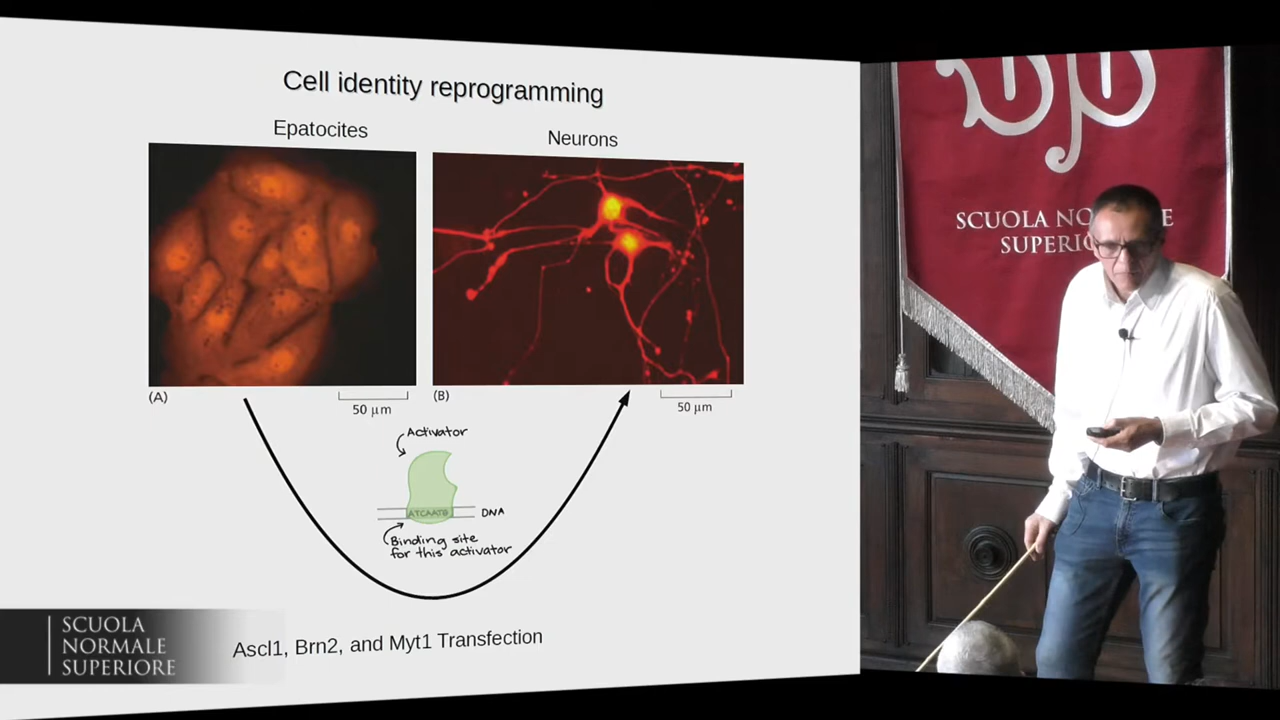 Cell identity reprogramming
Epatocites
Neurons
(A)
50 μm
(B)
50 μm
Activator
ATCAATG
DNA
Binding site
for this activator
Ascl1, Brn2, and Myt1 Transfection
SCUOLA
NORMALE
SUPERIORE
SCUOLA NO E
SUPERIO